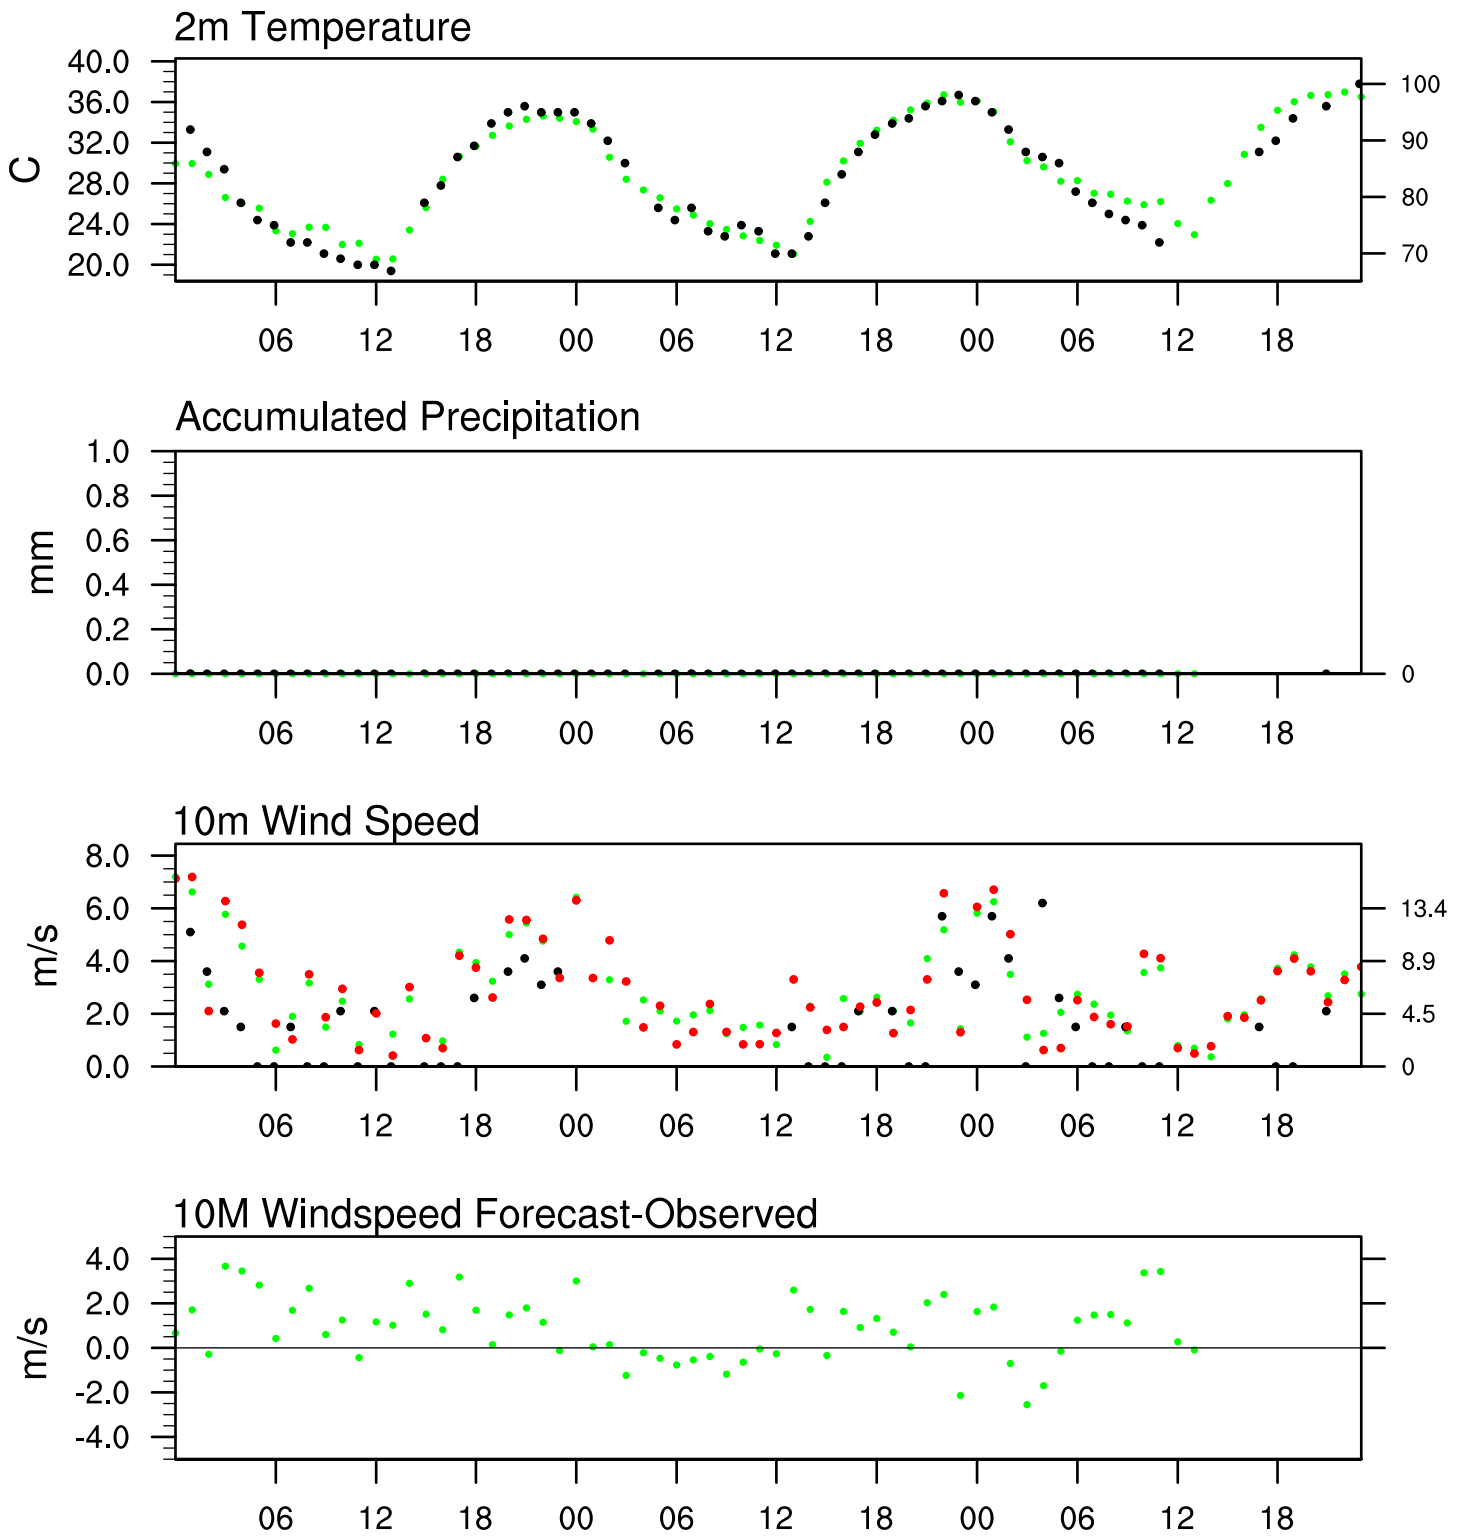 2m Temperature
40.0
36.0
32.0
28.0
24.0
20.0
C
100
90
80
70
06 12 18 00 06 12 18 00 06 12 18
Accumulated Precipitation
1.0
0.8
0.6
0.4
0.2
0.0
mm
0
06 12 18 00 06 12 18 00 06 12 18
10m Wind Speed
8.0
6.0
4.0
2.0
0.0
m/s
13.4
8.9
4.5
0
06 12 18 00 06 12 18 00 06 12 18
10M Windspeed Forecast-Observed
4.0
2.0
0.0
-2.0
-4.0
m/s
06 12 18 00 06 12 18 00 06 12 18